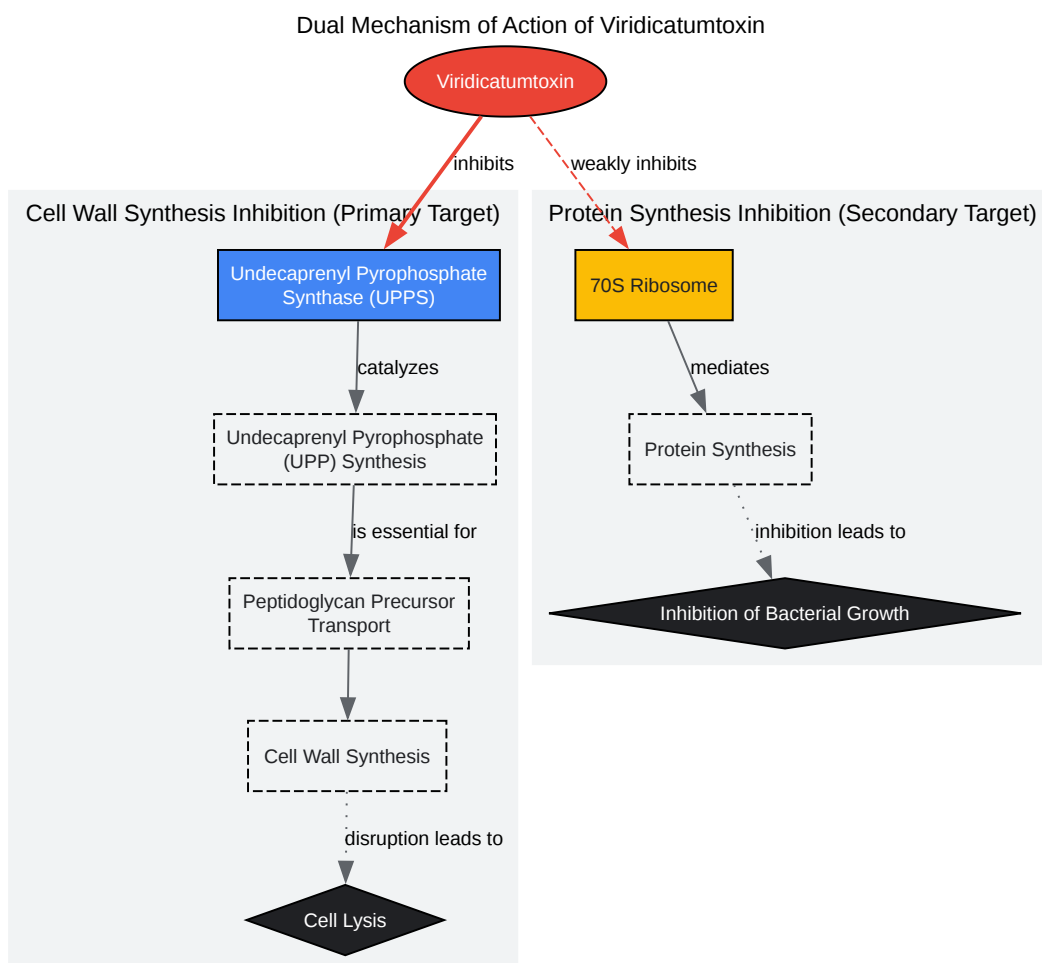 Dual Mechanism of Action of Viridicatumtoxin
Viridicatumtoxin
inhibits
weakly inhibits
Cell Wall Synthesis Inhibition (Primary Target)
Undecaprenyl Pyrophosphate
Synthase (UPPS)
catalyzes
Undecaprenyl Pyrophosphate
(UPP) Synthesis
is essential for
Peptidoglycan Precursor
Transport
Cell Wall Synthesis
disruption leads to
Cell Lysis
Protein Synthesis Inhibition (Secondary Target)
70S Ribosome
mediates
Protein Synthesis
inhibition leads to
Inhibition of Bacterial Growth